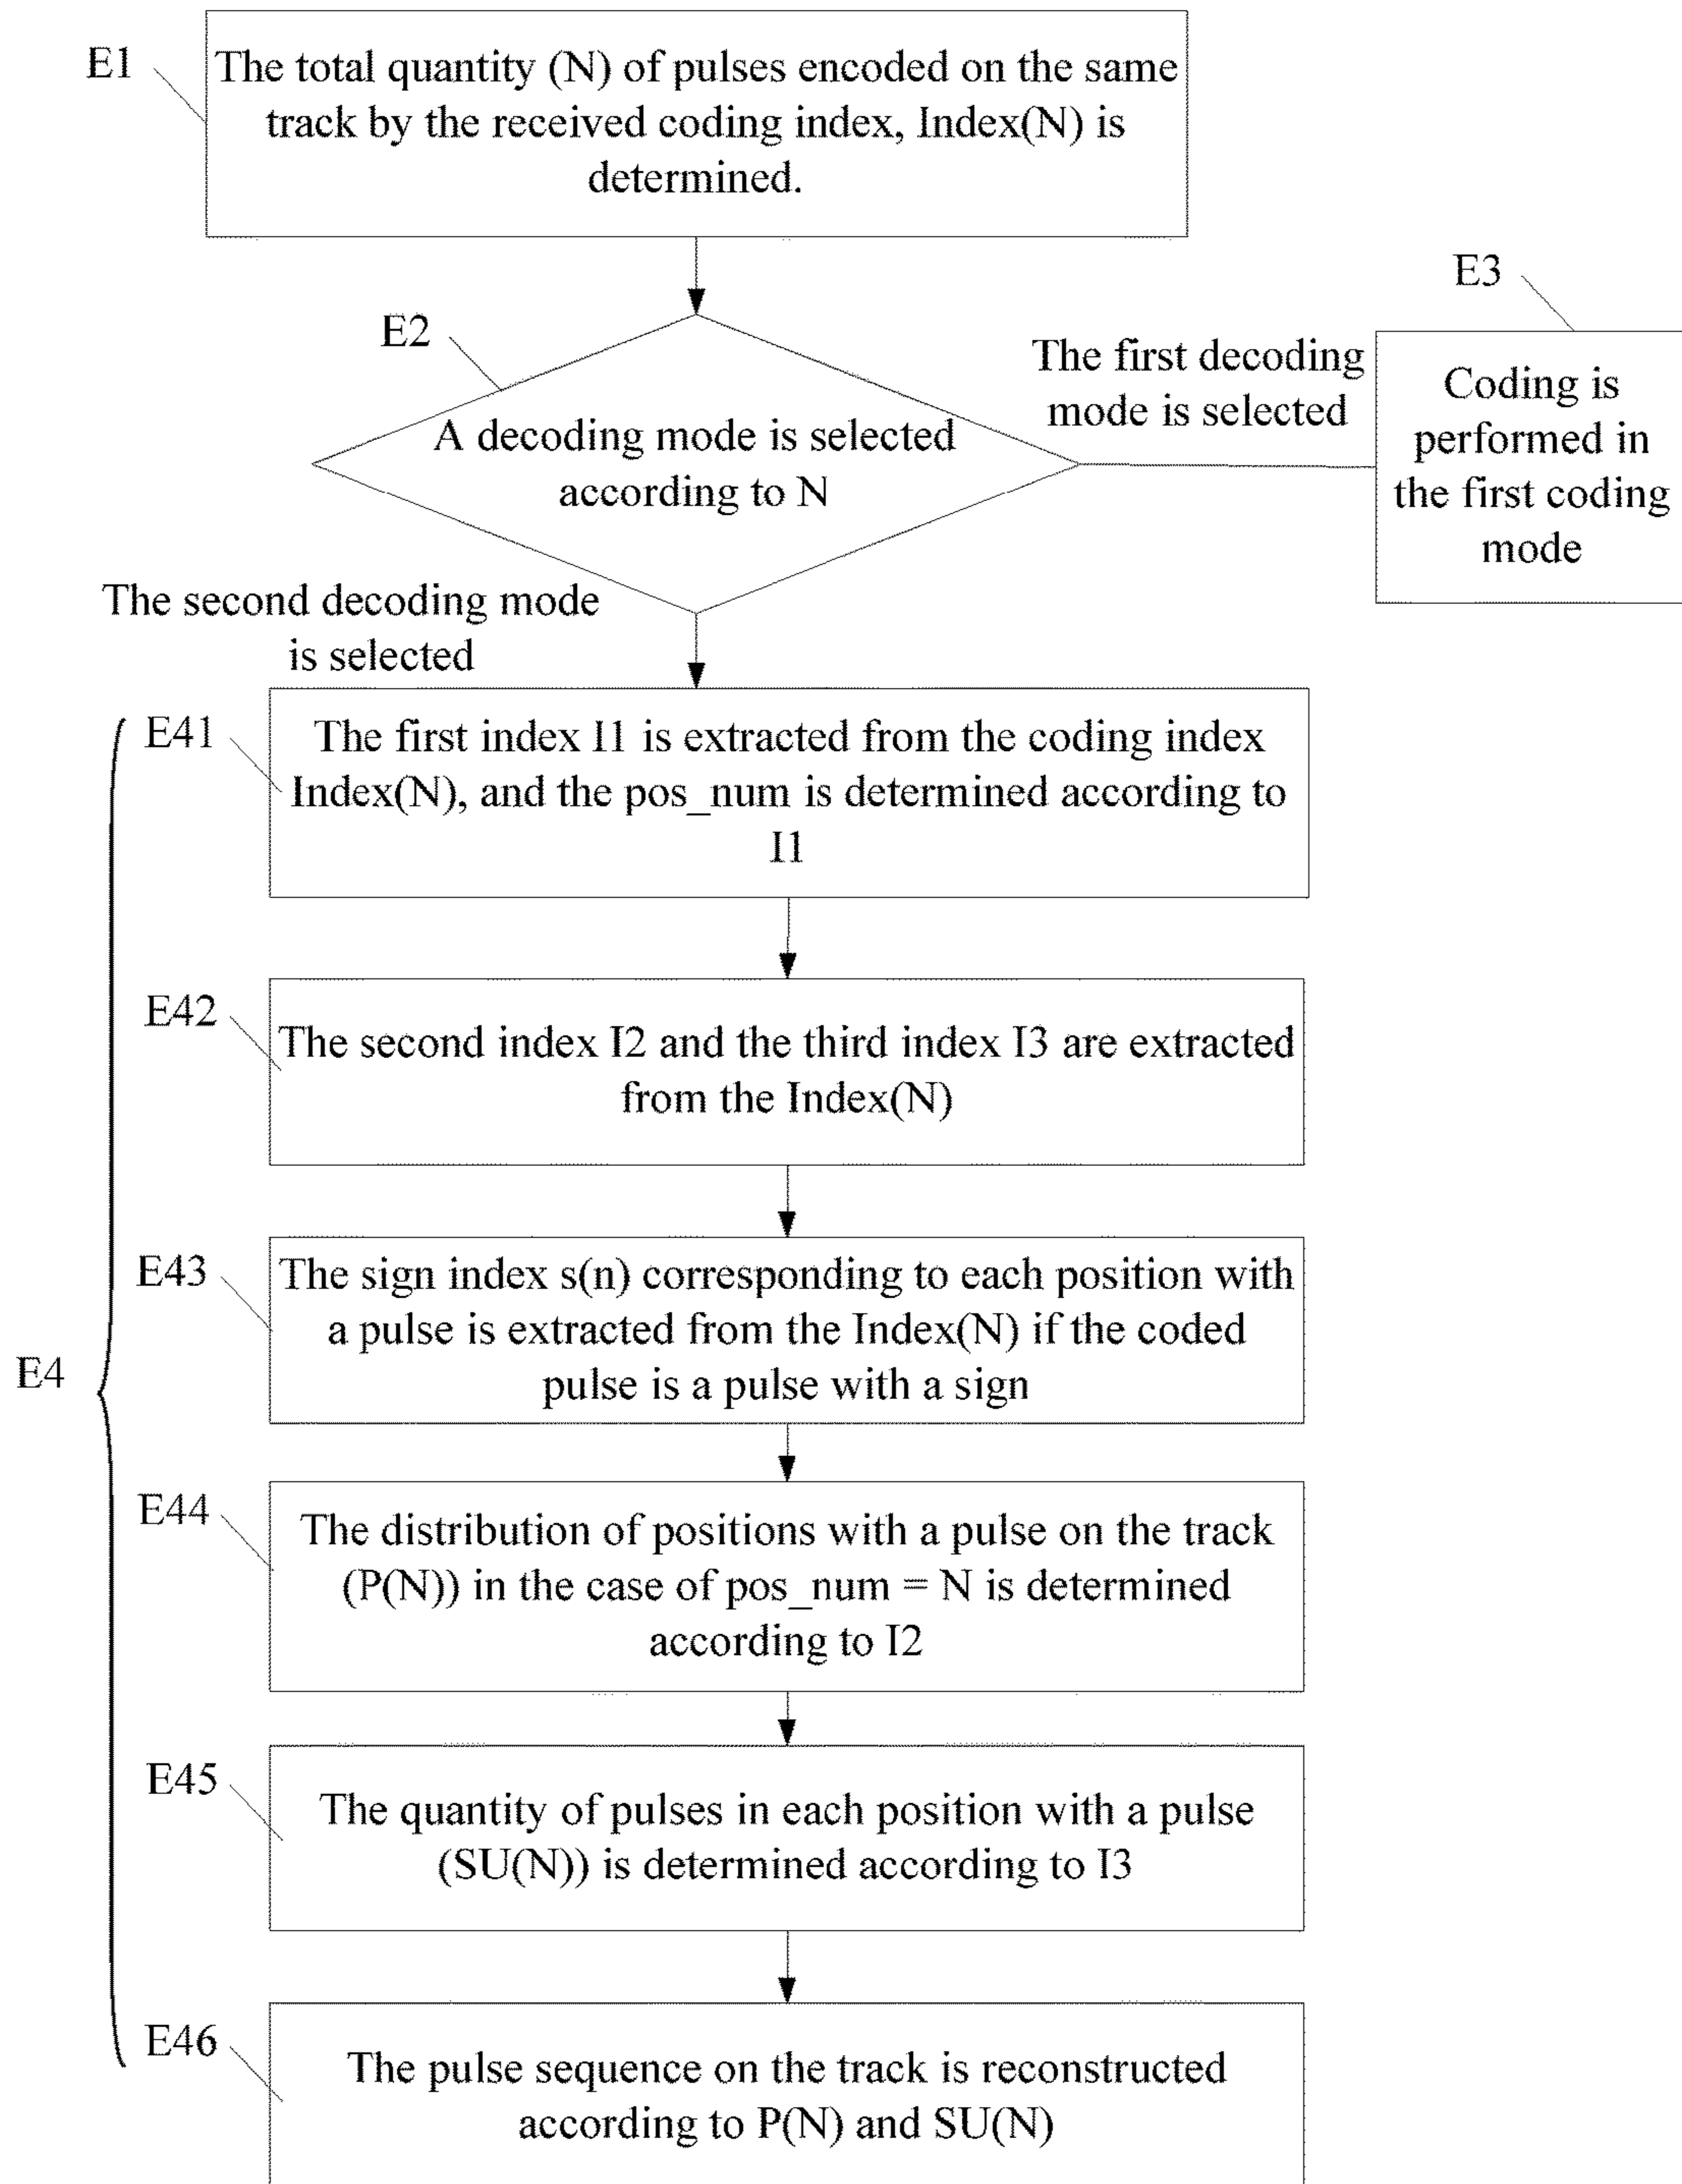 E1
The total quantity (N) of pulses encoded on the same
track by the received coding index, Index(N) is
determined.
E3
E2
The first decoding
mode is selected
Coding is
performed in
the first coding
mode
A decoding mode is selected
according to N
The second decoding mode
is selected
E41
The first index I1 is extracted from the coding index
Index(N), and the pos_num is determined according to
I1
E42
The second index I2 and the third index I3 are extracted
from the Index(N)
E43
The sign index s(n) corresponding to each position with
a pulse is extracted from the Index(N) if the coded
pulse is a pulse with a sign
E4
E44
The distribution of positions with a pulse on the track
(P(N)) in the case of pos_num = N is determined
according to I2
E45
The quantity of pulses in each position with a pulse
(SU(N)) is determined according to I3
E46
The pulse sequence on the track is reconstructed
according to P(N) and SU(N)